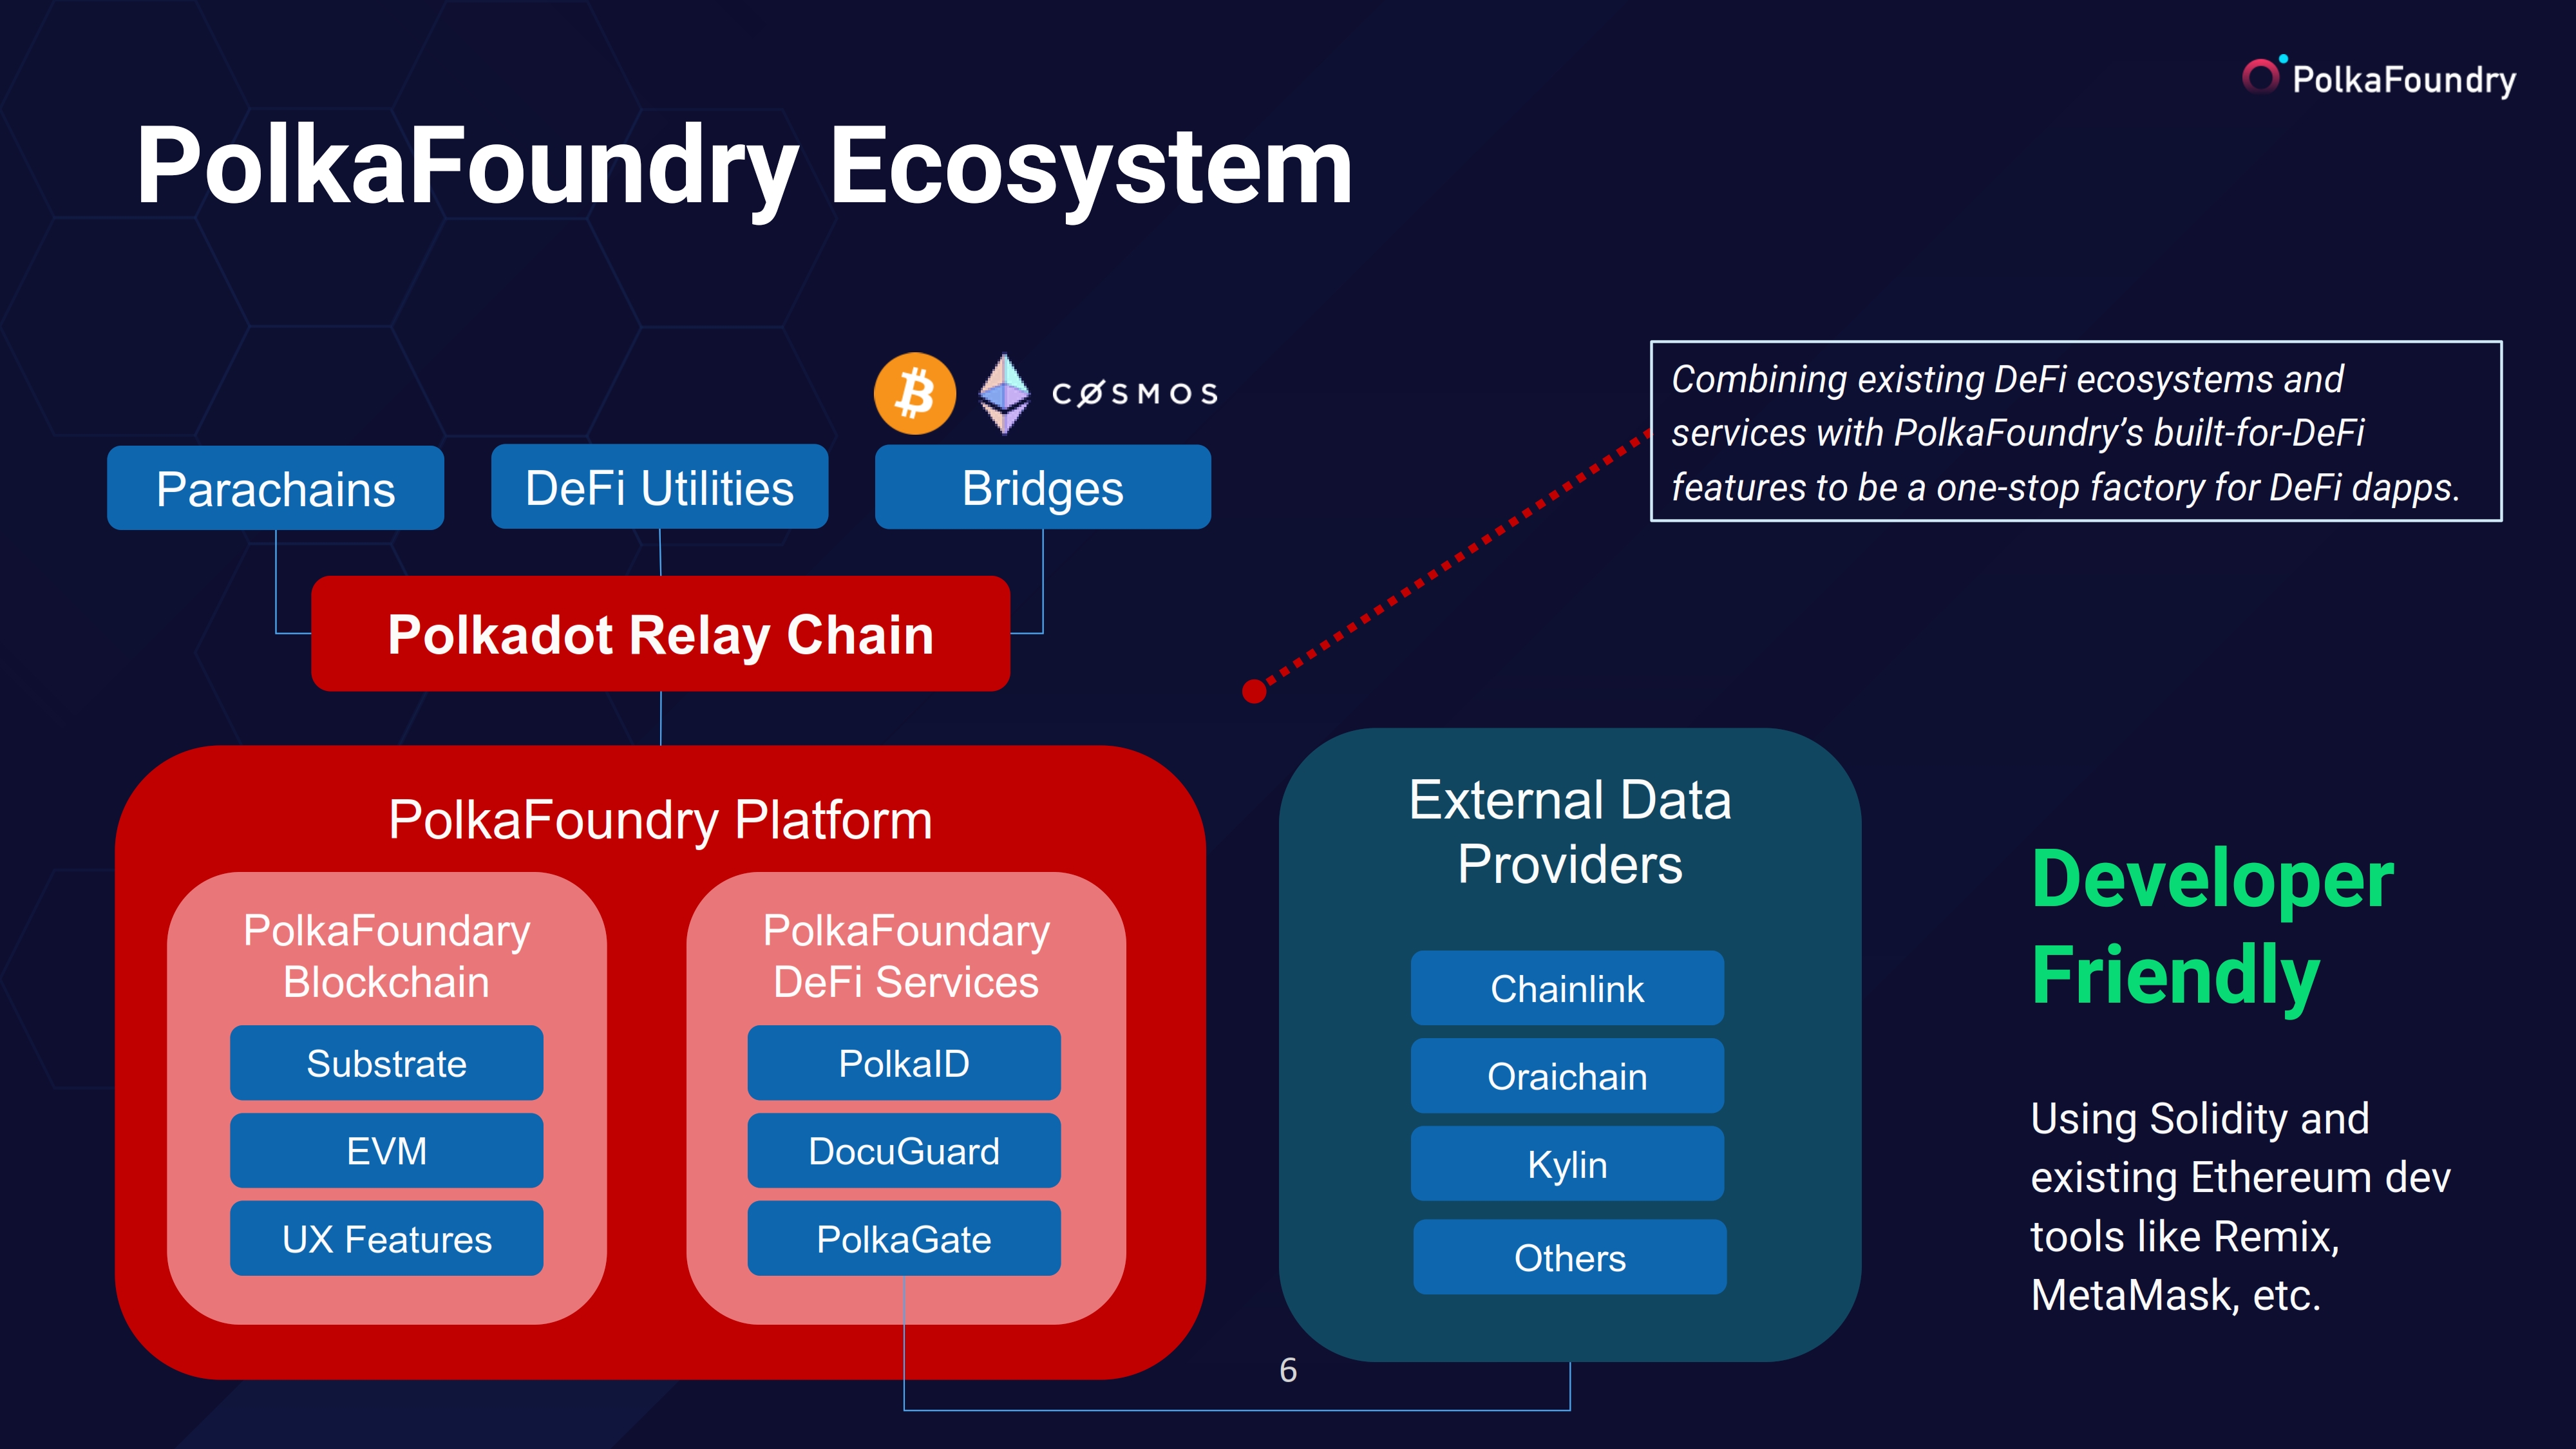 PolkaFoundry
PolkaFoundry Ecosystem
COSMOS
Combining existing DeFi ecosystems and
services with PolkaFoundry’s built-for-DeFi
features to be a one-stop factory for DeFi dapps.
Parachains
DeFi Utilities
Bridges
Polkadot Relay Chain
PolkaFoundry Platform
PolkaFoundary
Blockchain
Substrate
EVM
UX Features
PolkaFoundary
DeFi Services
PolkaID
DocuGuard
PolkaGate
External Data
Providers
Chainlink
Oraichain
Kylin
Others
Developer
Friendly
Using Solidity and
existing Ethereum dev
tools like Remix,
MetaMask, etc.
6